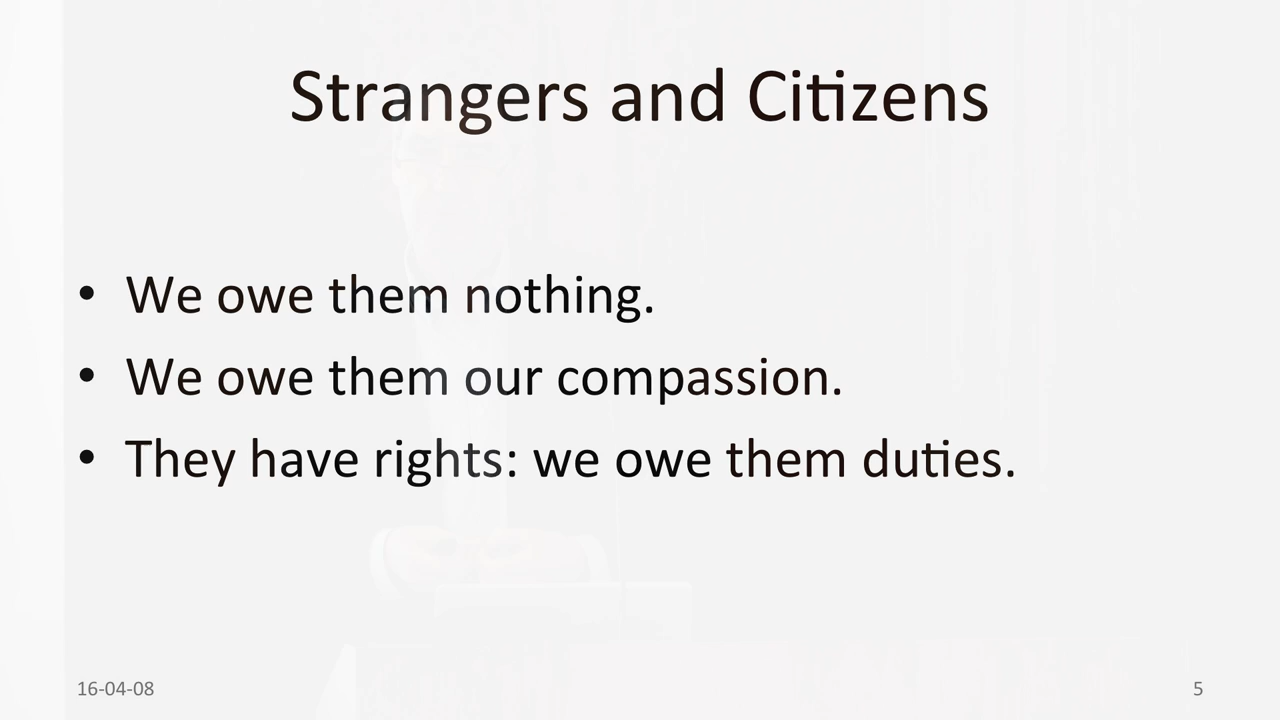 Strangers and Citizens
• We owe them nothing.
• We owe them our compassion.
• They have rights: we owe them duties.
16-04-08
5